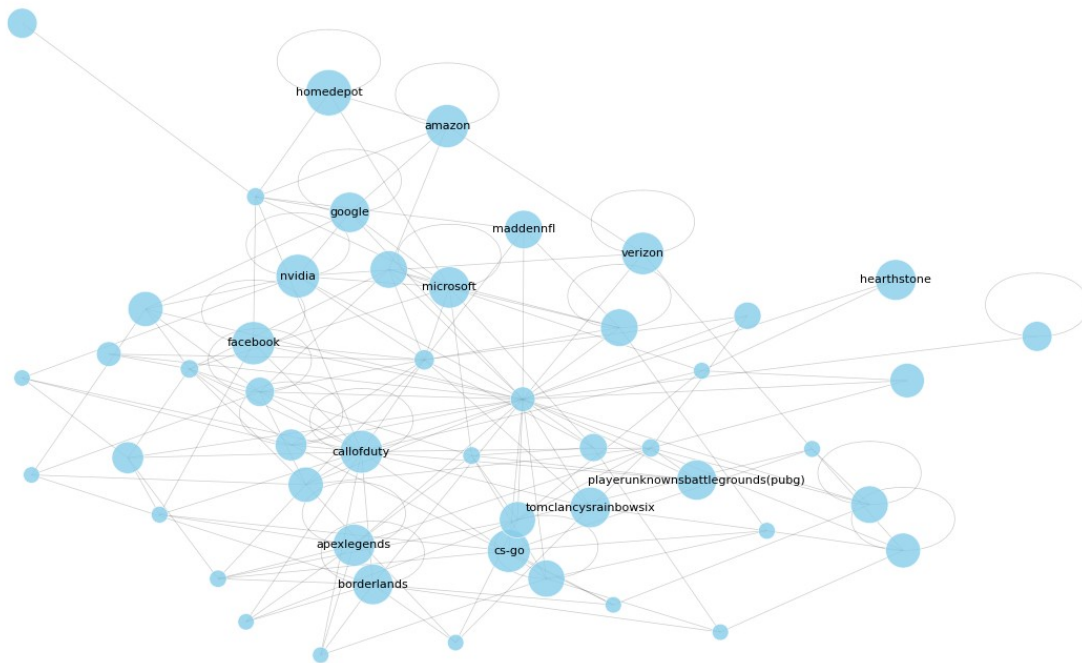 homedepot
amazon
google
maddennfl
verizon
nvidia
microsoft
hearthstone
facebook
callofduty
playerunknownsbattlegrounds(pubg)
tomclancysrainbowsix
apexlegends
cs-go
borderlands